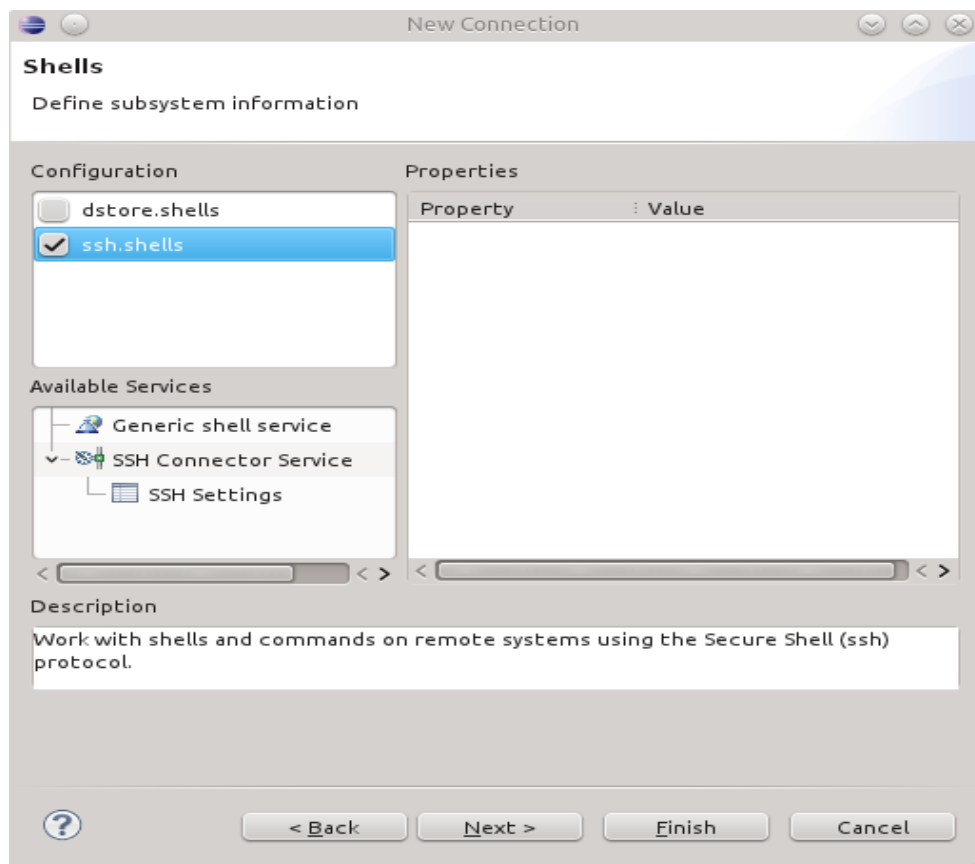 New Connection
Shells
Define subsystem information
Configuration
dstore.shells
ssh.shells
Available Services
Generic shell service
SSH Connector Service
SSH Settings
Properties
Property Value
Description
Work with shells and commands on remote systems using the Secure Shell (ssh)
protocol.
< Back Next > Finish Cancel